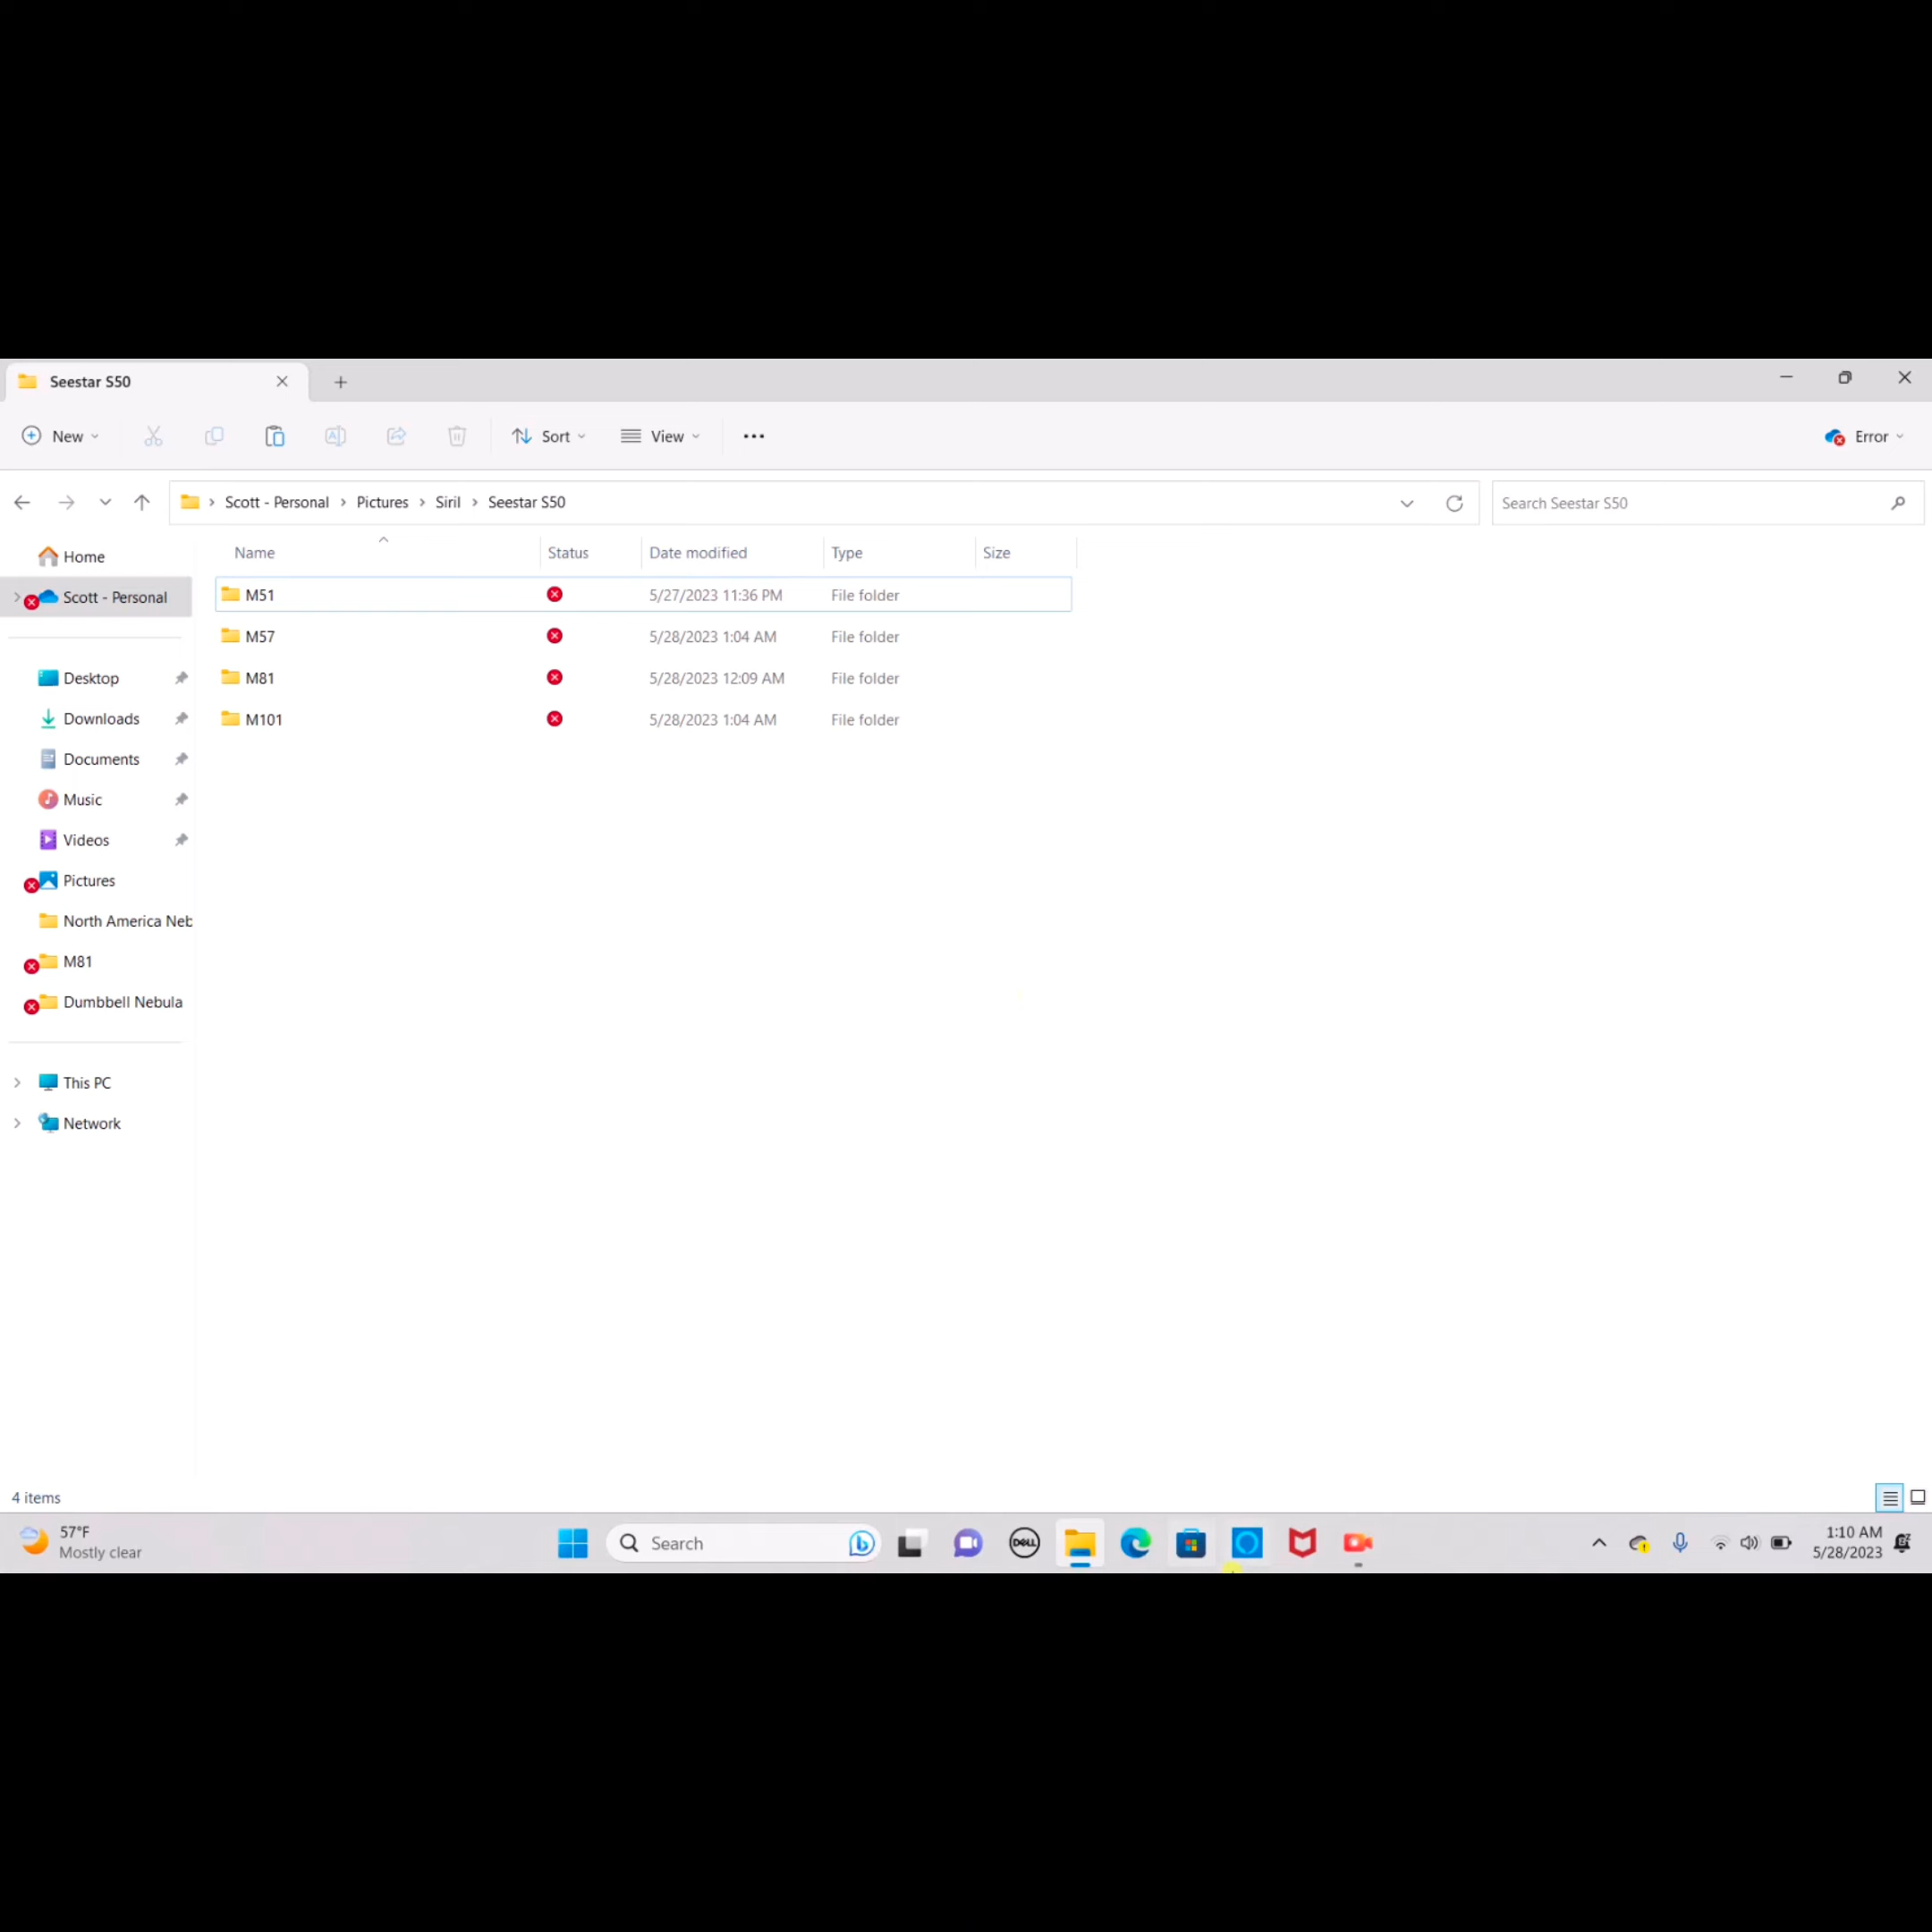 Seestar S50
New
Sort
View
Error
Scott - Personal > Pictures > Siril > Seestar S50
Search Seestar S50
Name Status Date modified Type Size
M51 5/27/2023 11:36 PM File folder
M57 5/28/2023 1:04 AM File folder
M81 5/28/2023 12:09 AM File folder
M101 5/28/2023 1:04 AM File folder
Home
Scott - Personal
Desktop
Downloads
Documents
Music
Videos
Pictures
North America Neb
M81
Dumbbell Nebula
This PC
Network
4 items
57°F
Mostly clear
Search
DELL
1:10 AM
5/28/2023